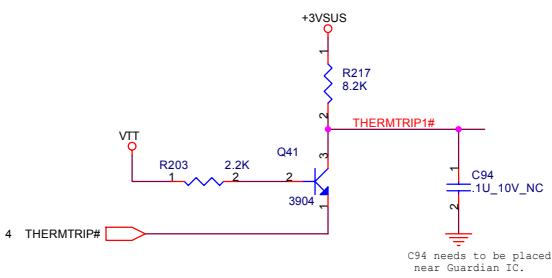 +3VSUS
1
R217
8.2K
2
THERMTRIP1#
VTT
R203
2.2K
1
2
Q41
2
3
3904
1
1
C94
.1U_10V_NC
2
4
THERMTRIP#
C94 needs to be placed
near Guardian IC.